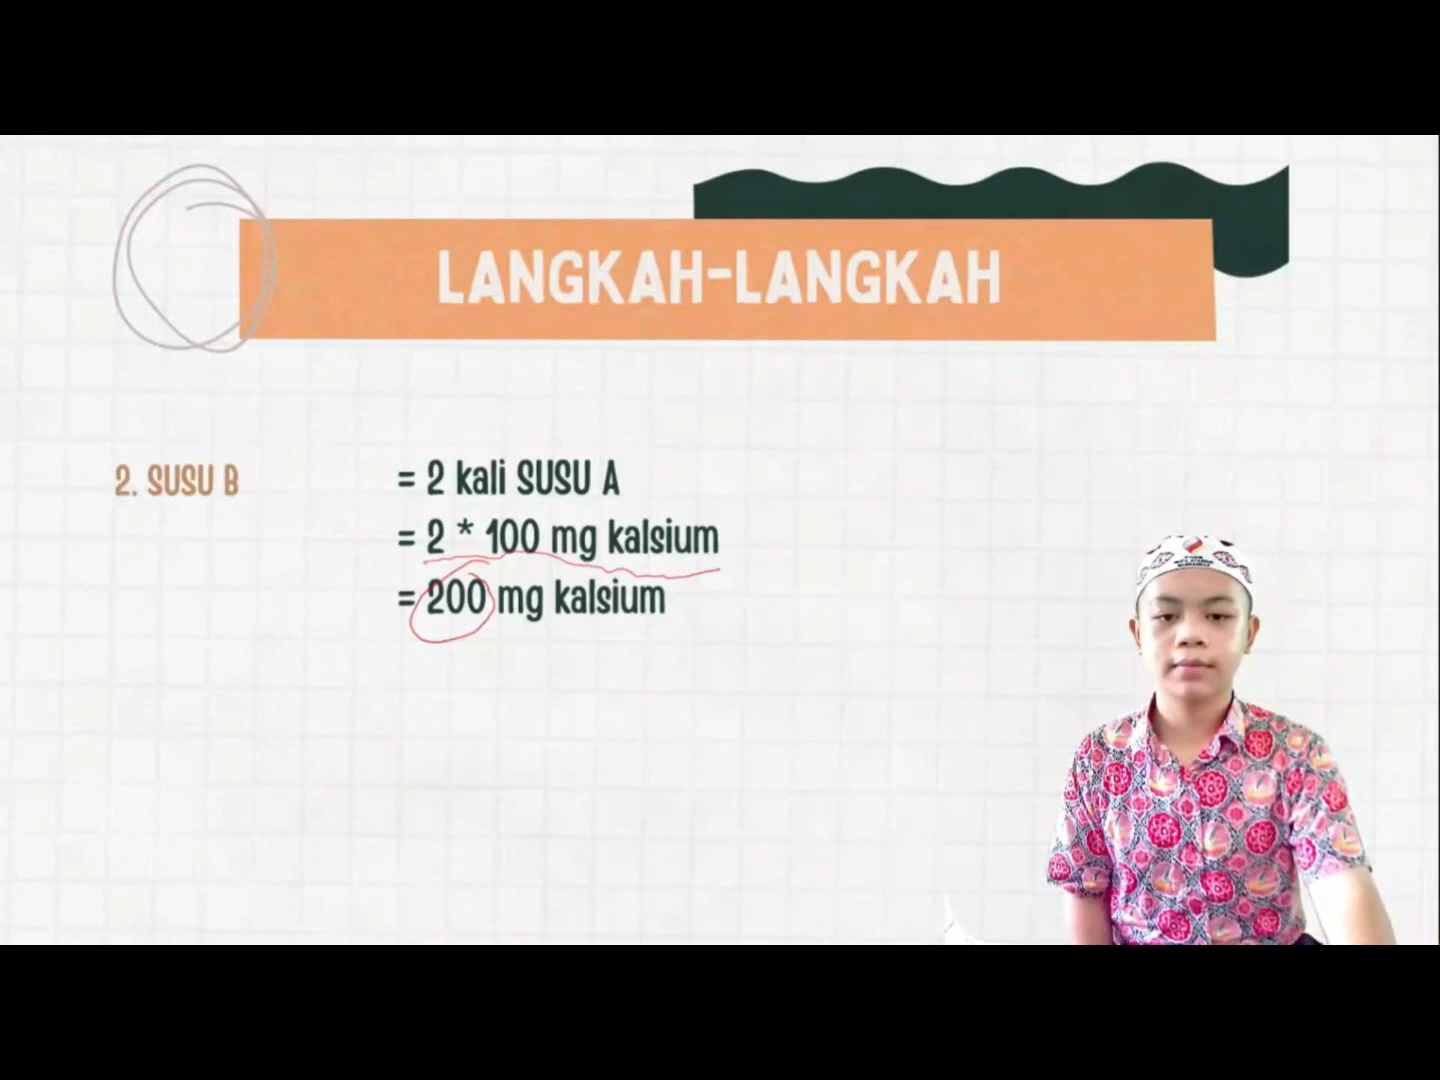 LANGKAH-LANGKAH
2. SUSU B = 2 kali SUSU A
= 2 * 100 mg kalsium
= 200 mg kalsium